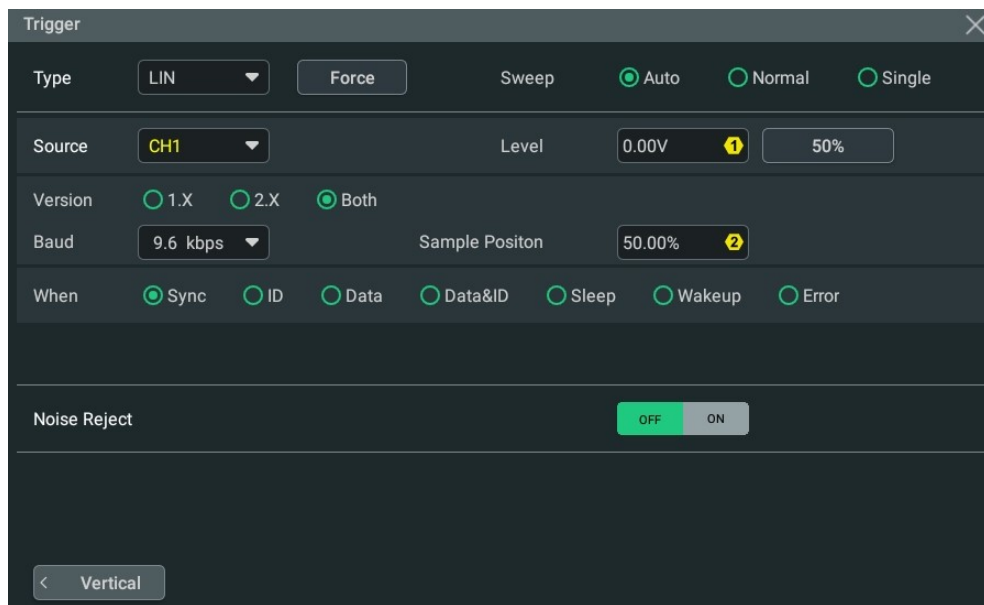 Trigger
Type LIN Force Sweep Auto Normal Single
Source CH1 Level 0.00V 1 50%
Version 1.X 2.X Both
Baud 9.6 kbps Sample Positon 50.00% 2
When Sync ID Data Data&ID Sleep Wakeup Error
Noise Reject OFF ON
< Vertical